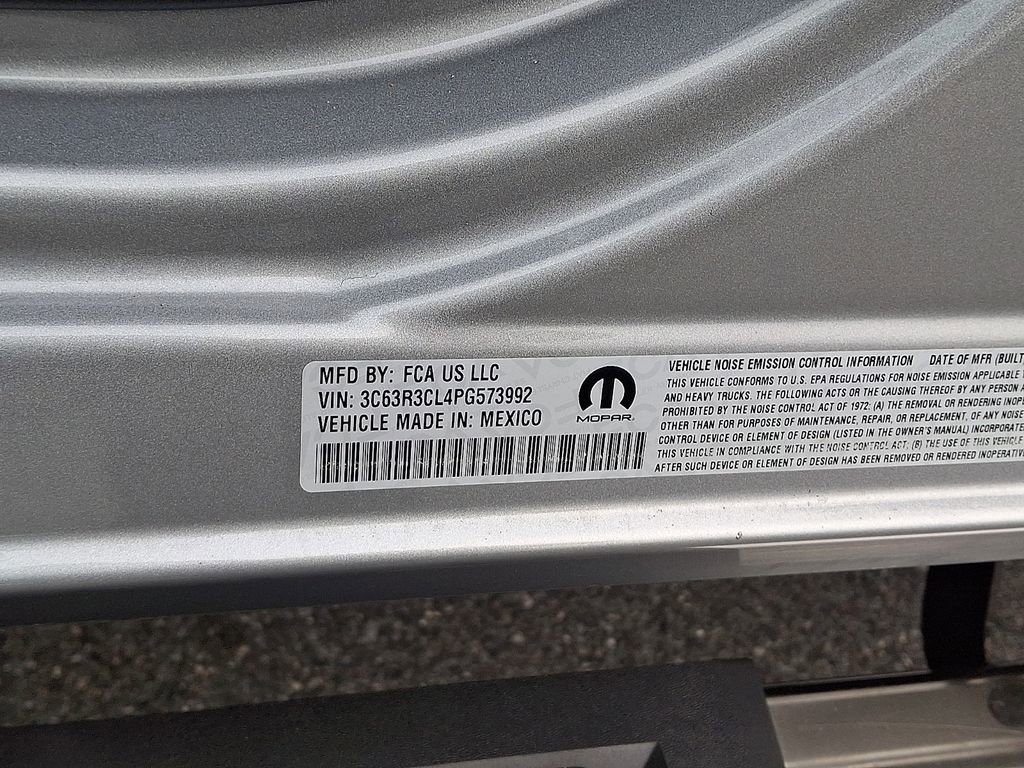 MFD BY: FCA US LLC
VIN: 3C63R3CL4PG573992
VEHICLE MADE IN: MEXICO
MOPAR.
VEHICLE NOISE EMISSION CONTROL INFORMATION DATE OF MFR (BUILT
THIS VEHICLE CONFORMS TO U.S. EPA REGULATIONS FOR NOISE EMISSION APPLICABLE
AND HEAVY TRUCKS. THE FOLLOWING ACTS OR THE CAUSING THEREOF BY ANY PERSON
PROHIBITED BY THE NOISE CONTROL ACT OF 1972: (A) THE REMOVAL OR RENDERING INOPE
OTHER THAN FOR PURPOSES OF MAINTENANCE, REPAIR, OR REPLACEMENT, OF ANY NOISE
CONTROL DEVICE OR ELEMENT OF DESIGN (LISTED IN THE OWNER'S MANUAL) INCORPORATE
THIS VEHICLE IN COMPLIANCE WITH THE NOISE CONTROL ACT; (B) THE USE OF THIS VEHICLE
AFTER SUCH DEVICE OR ELEMENT OF DESIGN HAS BEEN REMOVED OR RENDERED INOPERATIVE